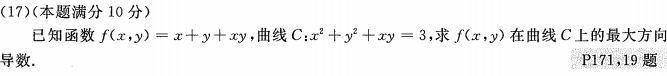 (17)(本题满分 10 分)
已知函数 f(x,y) = x + y + xy,曲线 C:x² + y² + xy = 3,求 f(x,y) 在曲线 C 上的最大方向
导数. P171,19 题